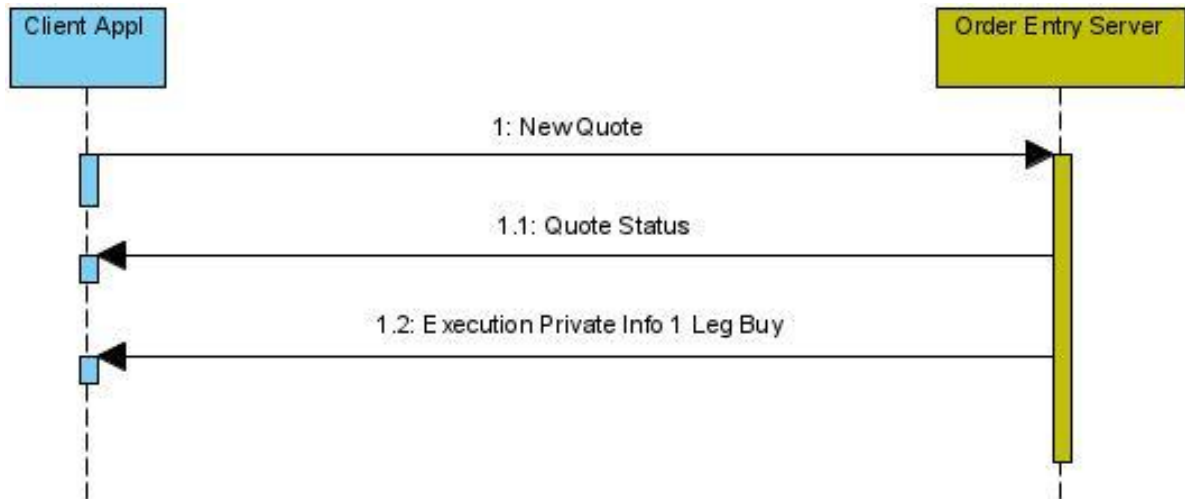 Client Appl
Order Entry Server
1: New Quote
1.1: Quote Status
1.2: Execution Private Info 1 Leg Buy